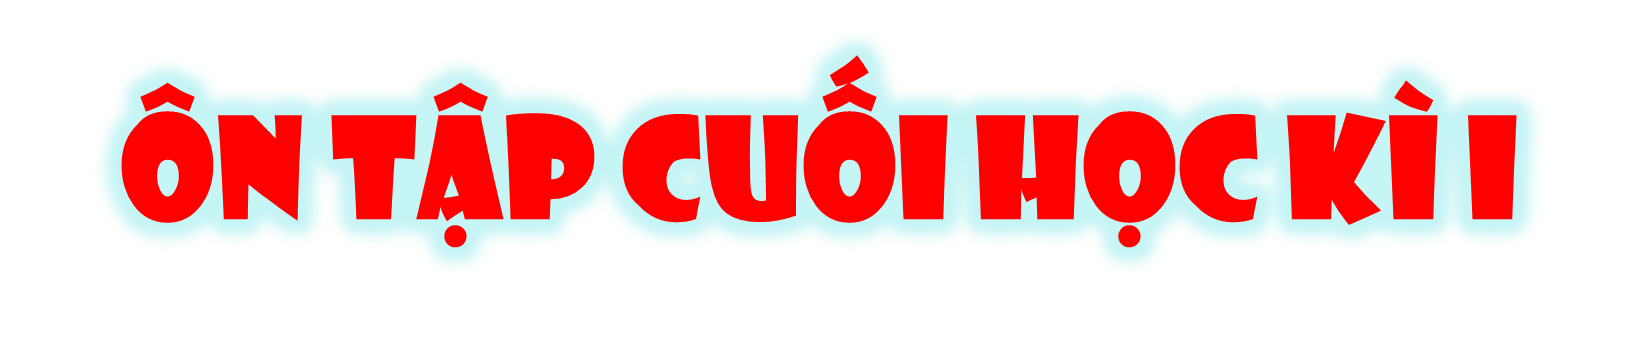 ÔN TẬP CUỐI HỌC KÌ I